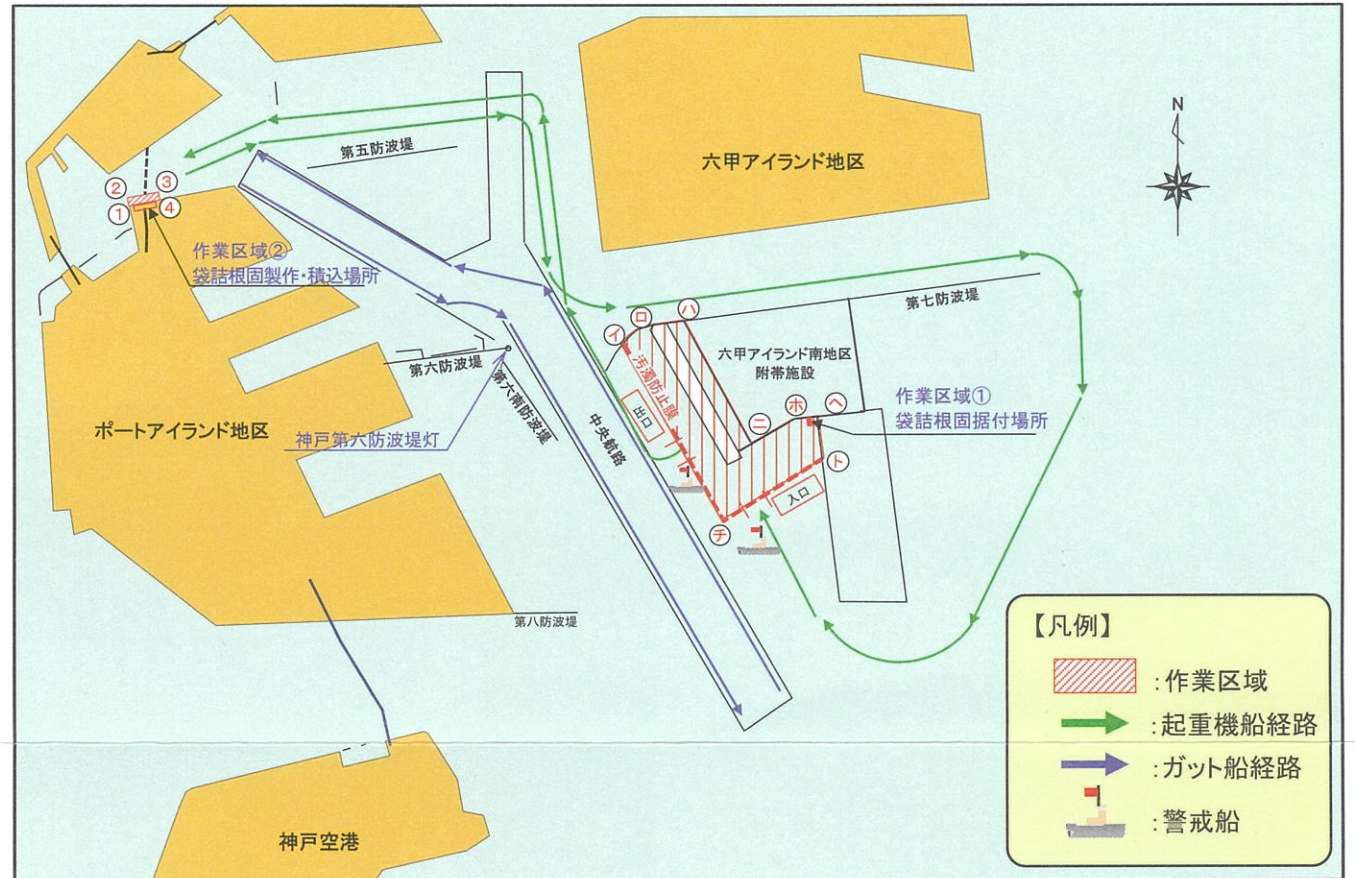 N
第五防波堤
六甲アイランド地区
②
③
①
④
作業区域②
袋詰根固製作・積込場所
第七防波堤
ハ
ロ
イ
六甲アイランド南地区
附帯施設
汚濁防止膜
第六防波堤
第六南防波堤
出口
作業区域①
袋詰根固据付場所
ホ
ヘ
ニ
ポートアイランド地区
神戸第六防波堤灯
中央航路
ト
入口
チ
第八防波堤
【凡例】
:作業区域
:起重機船経路
:ガット船経路
:警戒船
神戸空港